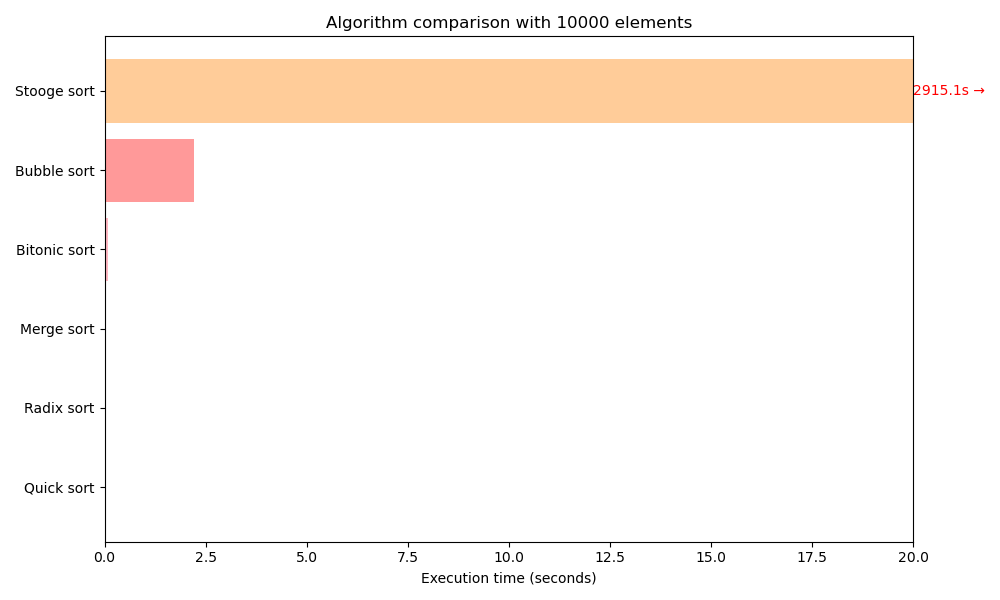 Algorithm comparison with 10000 elements
Stooge sort
2915.1s →
Bubble sort
Bitonic sort
Merge sort
Radix sort
Quick sort
0.0 2.5 5.0 7.5 10.0 12.5 15.0 17.5 20.0
Execution time (seconds)